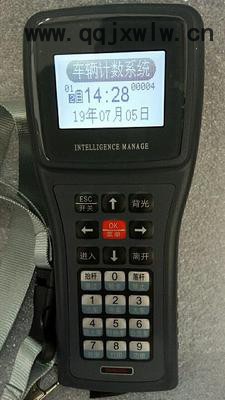 www.qqjxwlw.cn
车辆计数系统
01 14:28 00004
19年07月05日
INTELLIGENCE MANAGE
ESC
开关 ↑ 背光
← OK
菜单 →
进入 ↓ 离开
抬杆 0 落杆
1 2 3
4 5 6
7 8 9